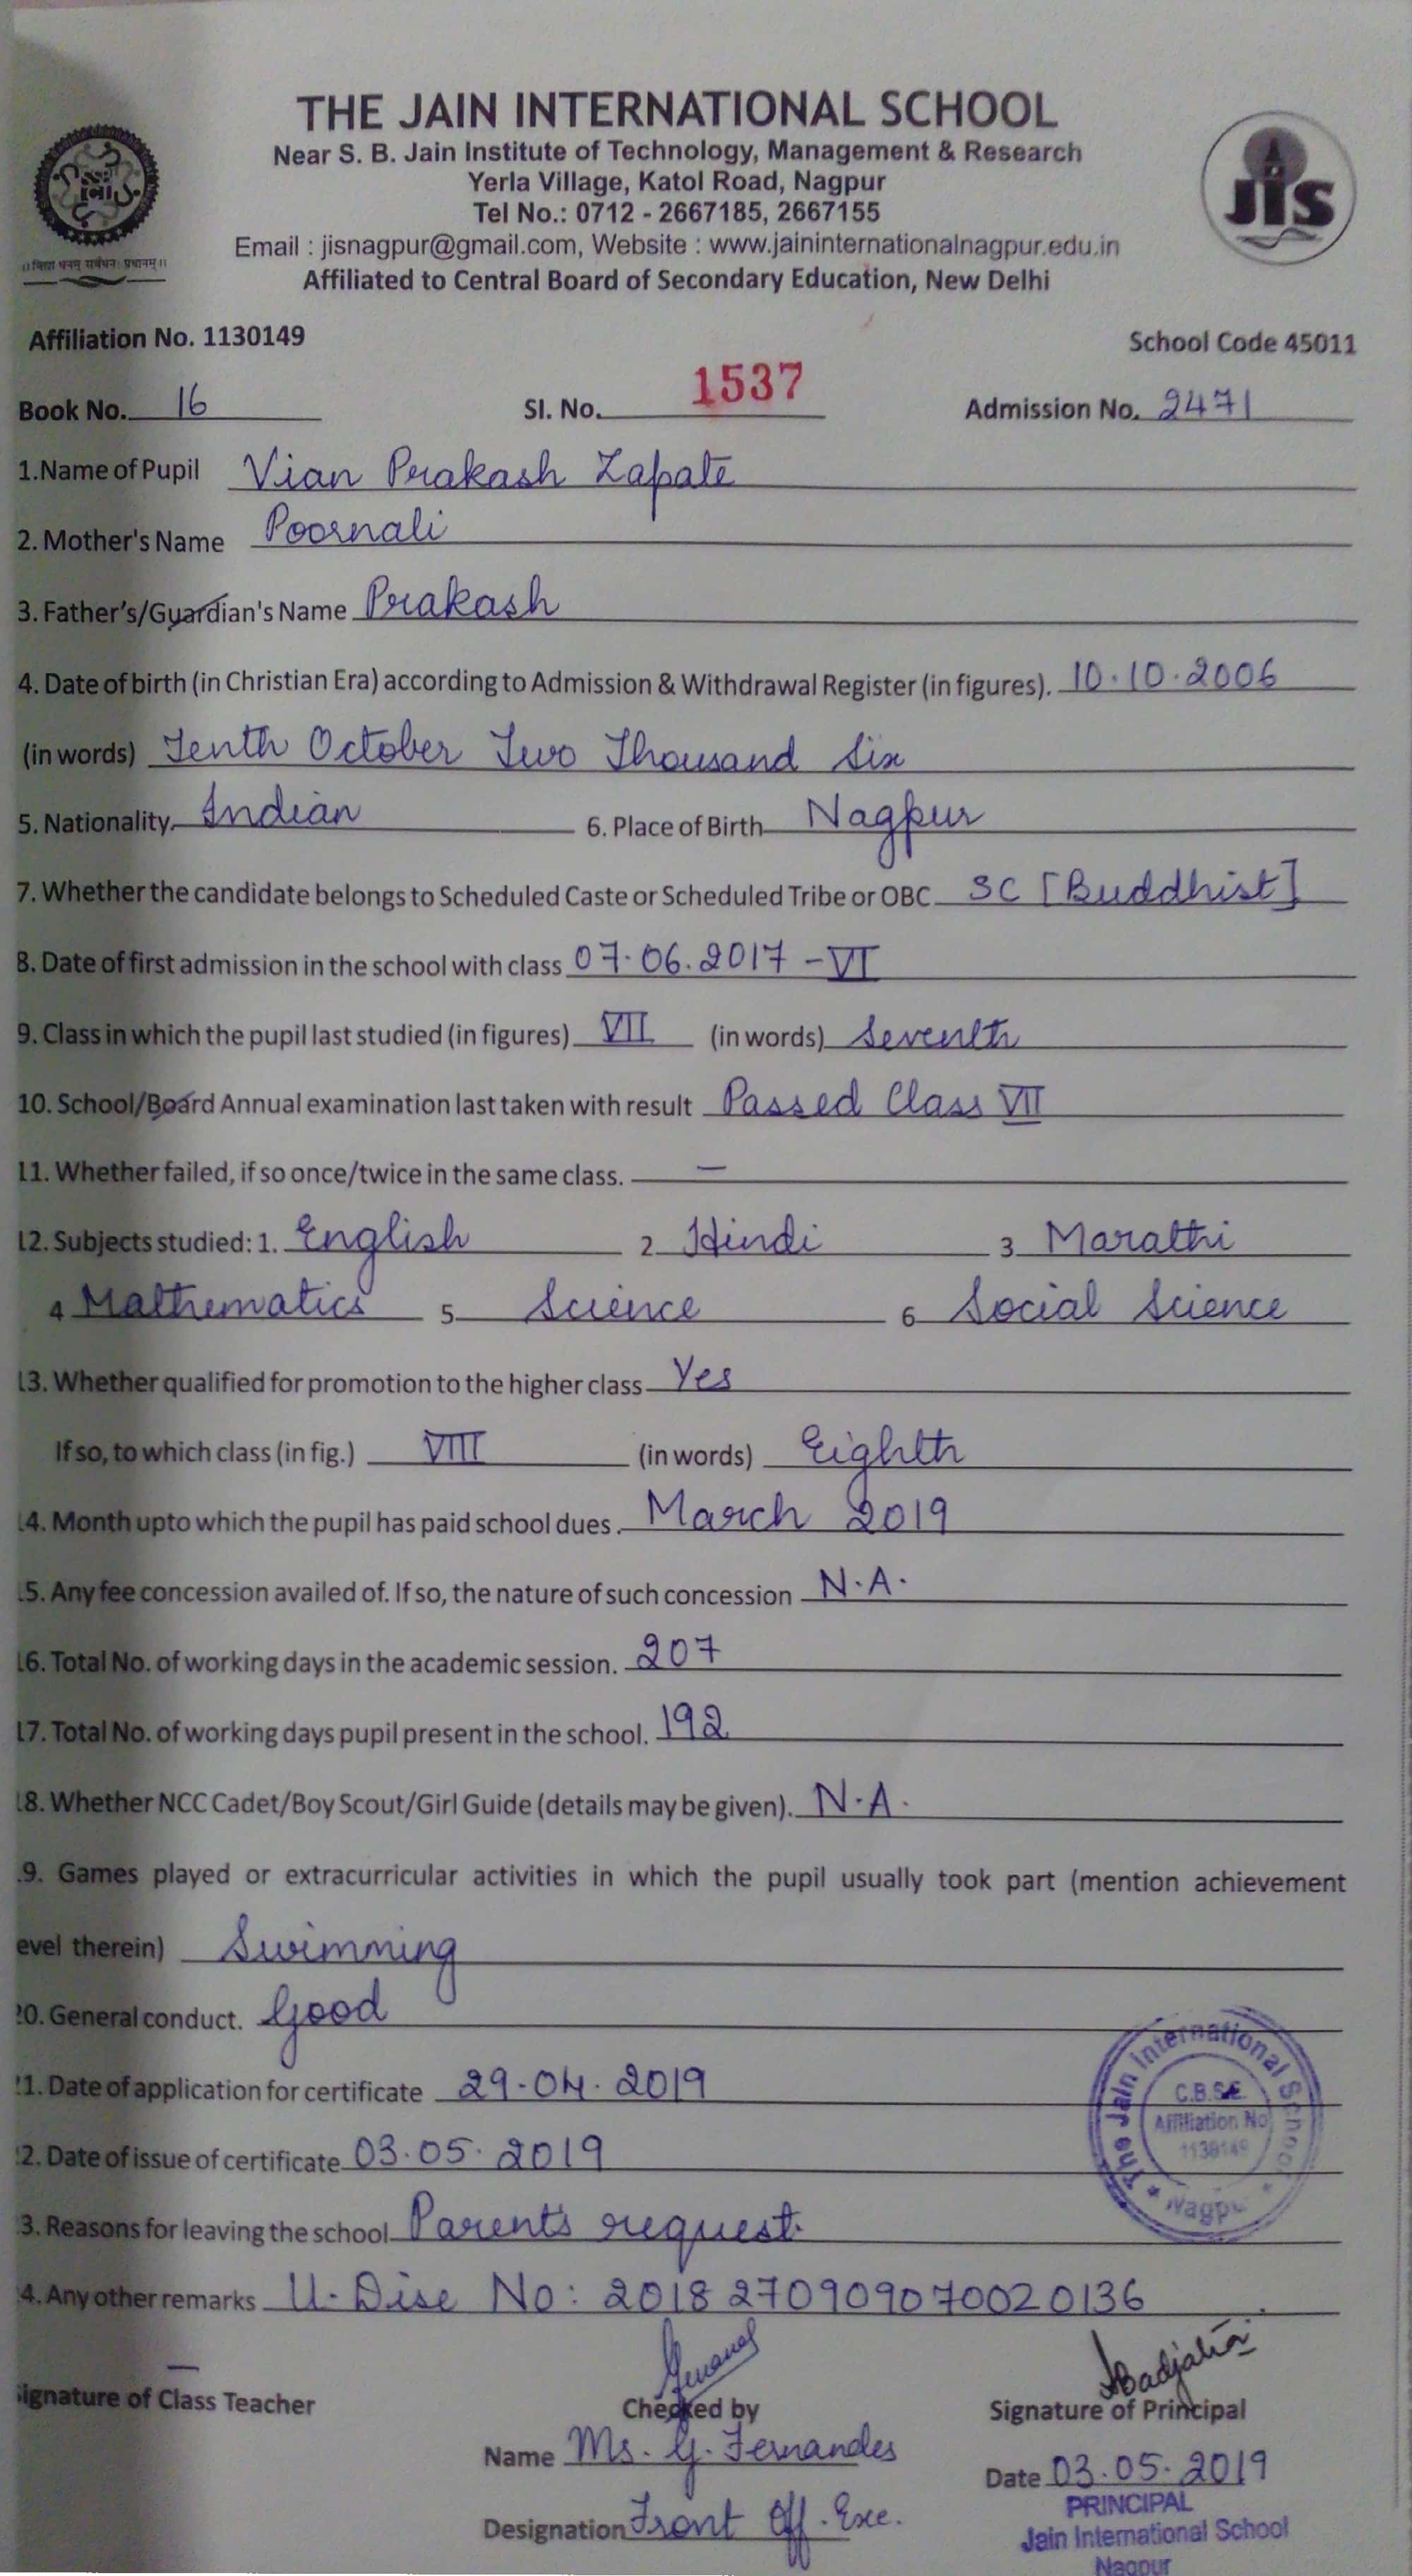 THE JAIN INTERNATIONAL SCHOOL
Near S. B. Jain Institute of Technology, Management & Research
Yerla Village, Katol Road, Nagpur
Tel No.: 0712 - 2667185, 2667155
Email : jisnagpur@gmail.com, Website : www.jaininternationalnagpur.edu.in
Affiliated to Central Board of Secondary Education, New Delhi
JIS
Affiliation No. 1130149 School Code 45011
Book No. 16 Sl. No. 1537 Admission No. 2471
1.Name of Pupil Vian Prakash Zapate
2. Mother's Name Poornali
3. Father's/Guardian's Name Prakash
4. Date of birth (in Christian Era) according to Admission & Withdrawal Register (in figures). 10.10.2006
(in words) Tenth October Two Thousand Six
5. Nationality Indian 6. Place of Birth Nagpur
7. Whether the candidate belongs to Scheduled Caste or Scheduled Tribe or OBC SC [Buddhist]
8. Date of first admission in the school with class 07.06.2017 - VI
9. Class in which the pupil last studied (in figures) VII (in words) Seventh
10. School/Board Annual examination last taken with result Passed Class VII
11. Whether failed, if so once/twice in the same class. —
12. Subjects studied: 1. English 2 Hindi 3 Marathi
4 Mathematics 5 Science 6 Social Science
13. Whether qualified for promotion to the higher class Yes
If so, to which class (in fig.) VIII (in words) Eighth
14. Month upto which the pupil has paid school dues. March 2019
15. Any fee concession availed of. If so, the nature of such concession N.A.
16. Total No. of working days in the academic session. 207
17. Total No. of working days pupil present in the school. 192
18. Whether NCC Cadet/Boy Scout/Girl Guide (details may be given). N.A.
.9. Games played or extracurricular activities in which the pupil usually took part (mention achievement
evel therein) Swimming
20. General conduct. Good
21. Date of application for certificate 29.04.2019
22. Date of issue of certificate 03.05.2019
3. Reasons for leaving the school Parents request.
4. Any other remarks U-Dise No: 2018270909070020136
The Jain International School
C.B.S.E.
Affiliation No
1130149
Nagpur
—
ignature of Class Teacher Checked by Signature of Principal
Name Ms. G. Fernandes
Date 03.05.2019
Designation Front Off. Exe.
PRINCIPAL
Jain International School
Nagpur